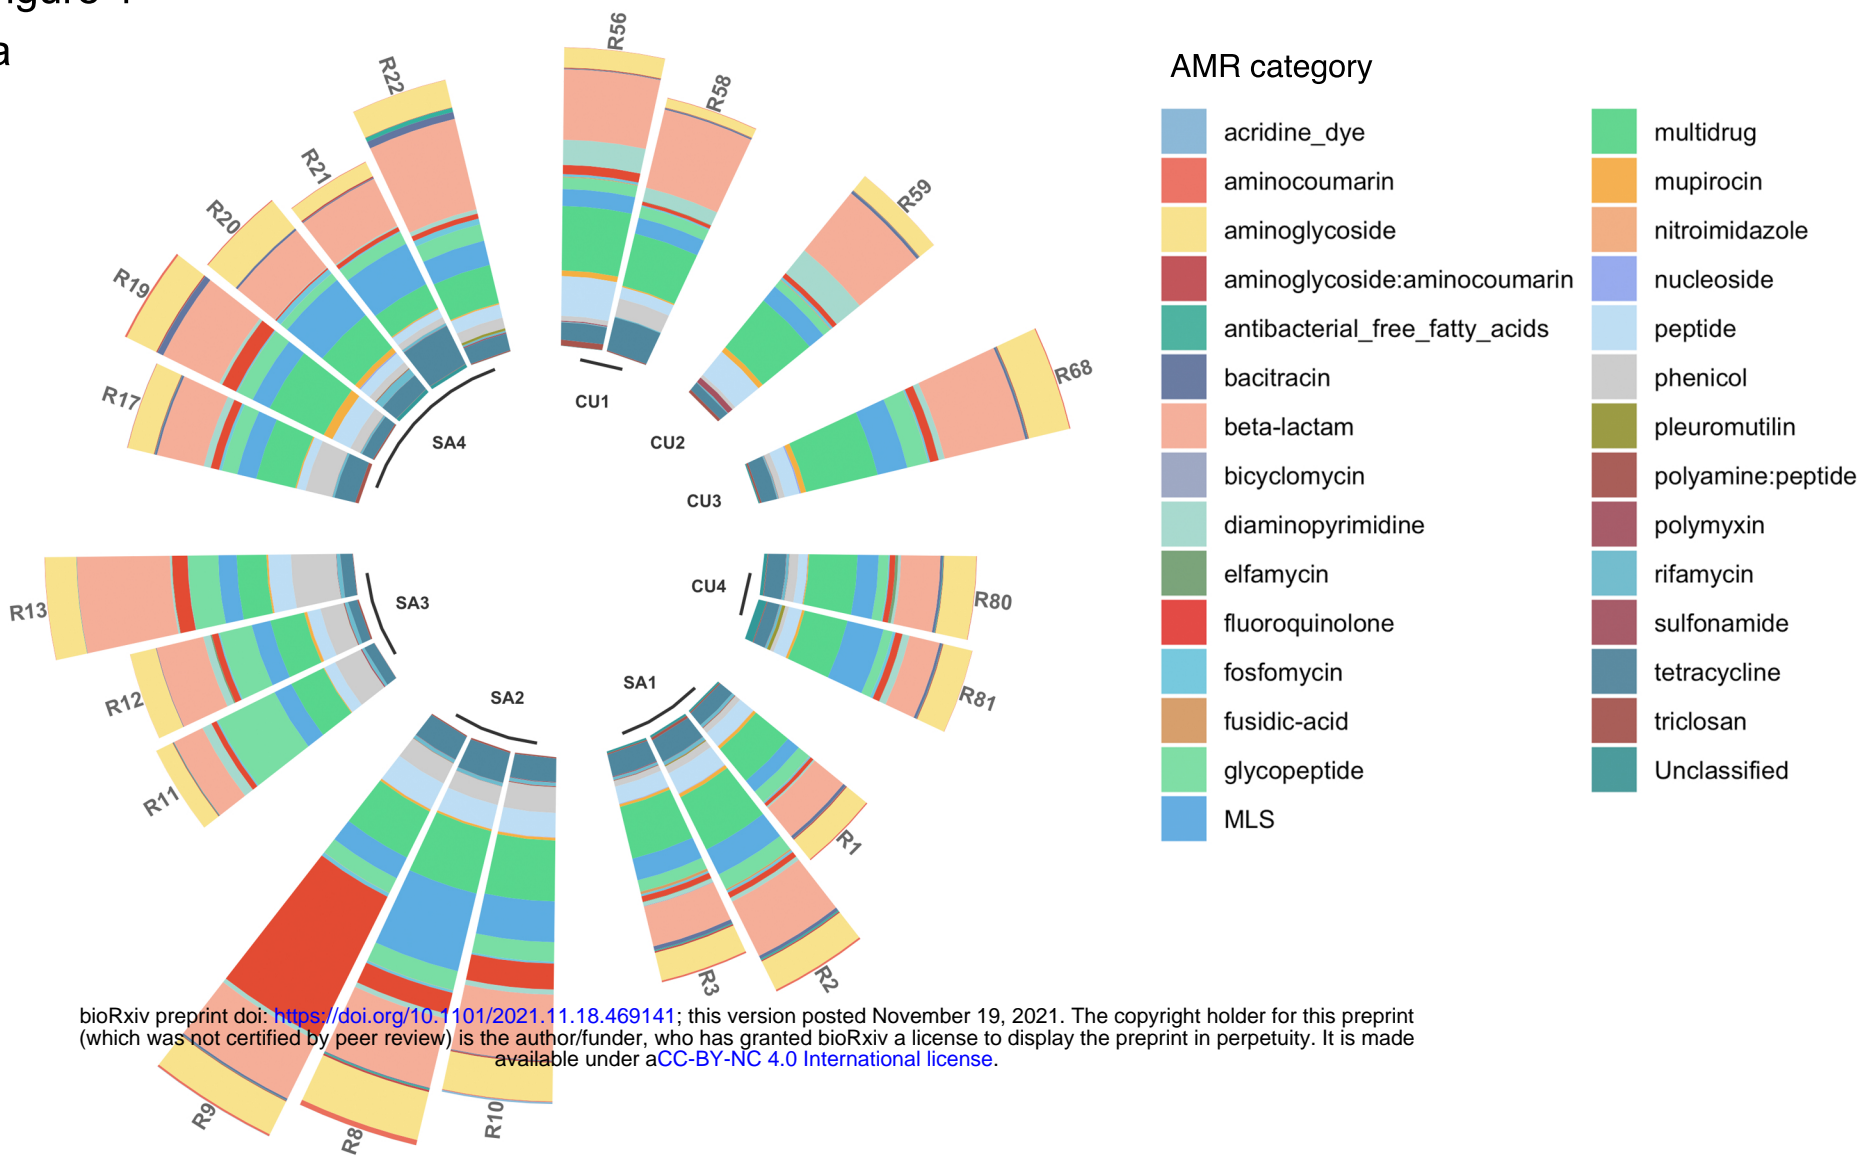 a
R56
R58
R59
R68
R80
R81
R1
R2
R3
R10
R8
R9
R11
R12
R13
R17
R19
R20
R21
R22
CU1
CU2
CU3
CU4
SA1
SA2
SA3
SA4
AMR category
acridine_dye
aminocoumarin
aminoglycoside
aminoglycoside:aminocoumarin
antibacterial_free_fatty_acids
bacitracin
beta-lactam
bicyclomycin
diaminopyrimidine
elfamycin
fluoroquinolone
fosfomycin
fusidic-acid
glycopeptide
MLS
multidrug
mupirocin
nitroimidazole
nucleoside
peptide
phenicol
pleuromutilin
polyamine:peptide
polymyxin
rifamycin
sulfonamide
tetracycline
triclosan
Unclassified
bioRxiv preprint doi: https://doi.org/10.1101/2021.11.18.469141; this version posted November 19, 2021. The copyright holder for this preprint
(which was not certified by peer review) is the author/funder, who has granted bioRxiv a license to display the preprint in perpetuity. It is made
available under aCC-BY-NC 4.0 International license.